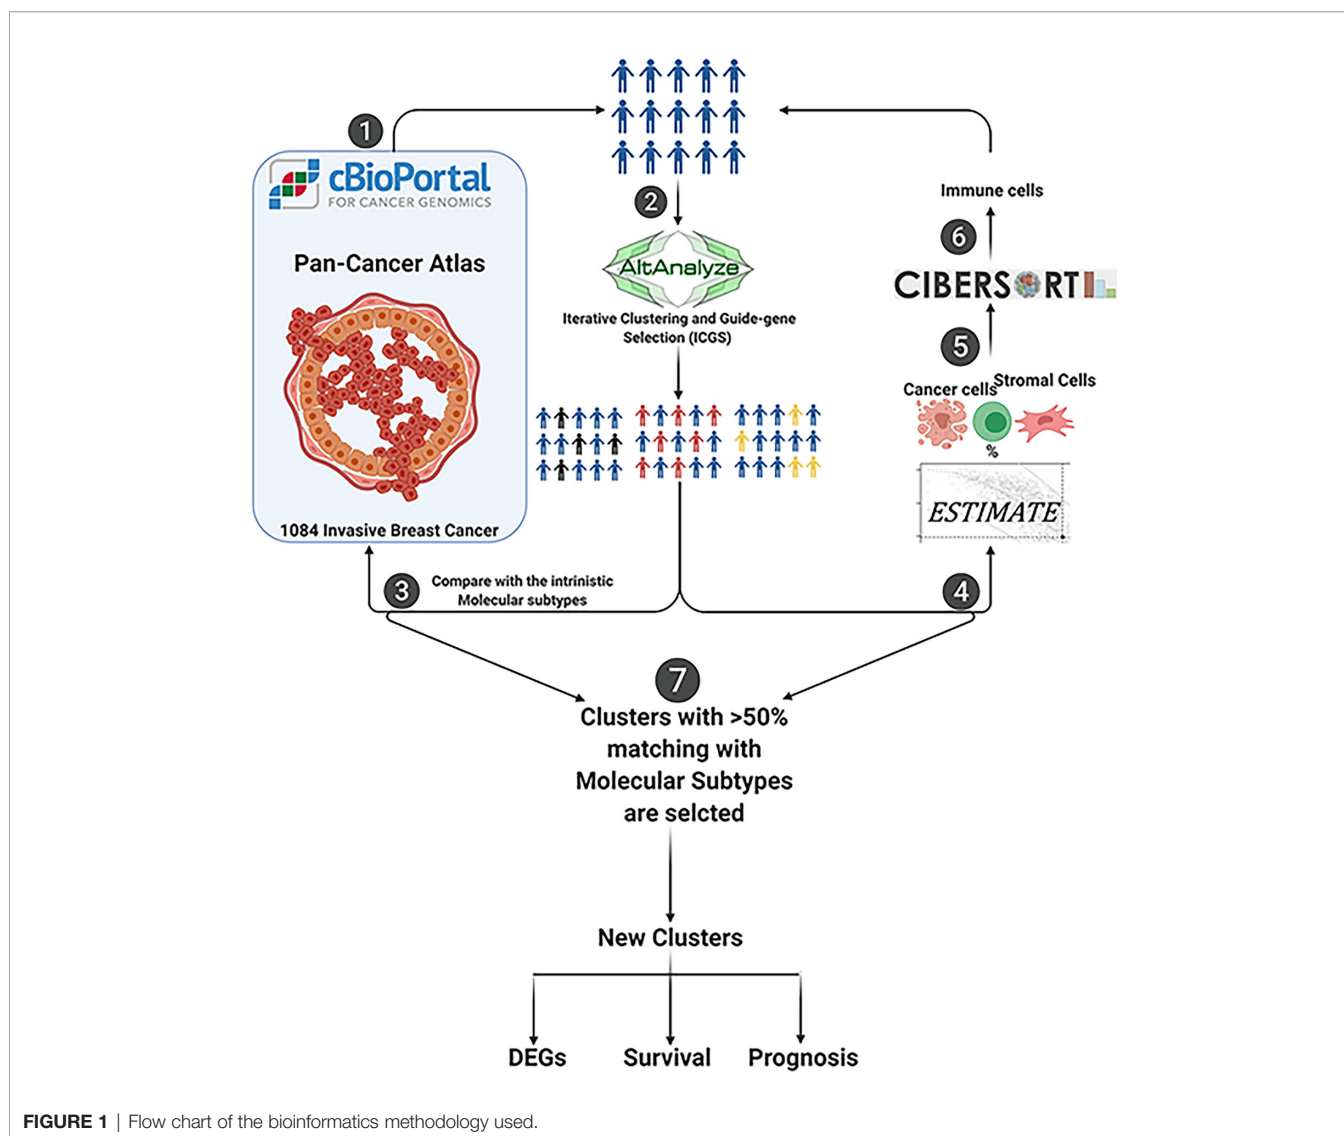 1
cBioPortal
FOR CANCER GENOMICS
Pan-Cancer Atlas
1084 Invasive Breast Cancer
2
AltAnalyze
Iterative Clustering and Guide-gene
Selection (ICGS)
Immune cells
6
CIBERSORT
5
Cancer cells
Stromal Cells
%
ESTIMATE
3
Compare with the intrinistic
Molecular subtypes
4
7
Clusters with >50%
matching with
Molecular Subtypes
are selcted
New Clusters
DEGs
Survival
Prognosis
FIGURE 1 | Flow chart of the bioinformatics methodology used.